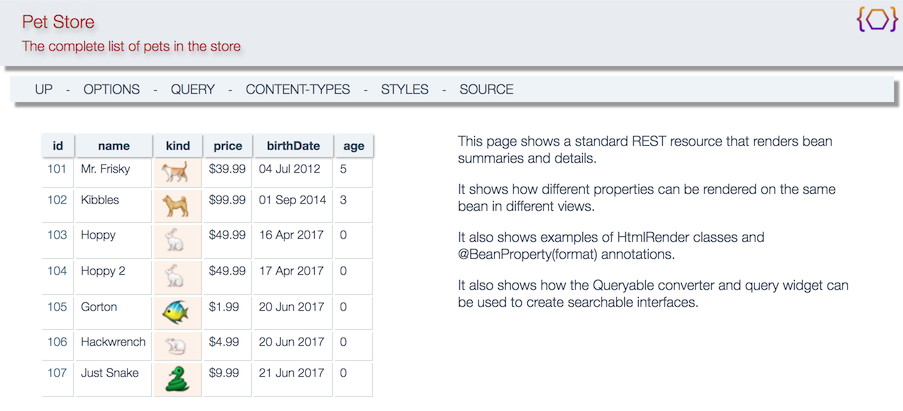 Pet Store
The complete list of pets in the store
UP - OPTIONS - QUERY - CONTENT-TYPES - STYLES - SOURCE
id name kind price birthDate age
101 Mr. Frisky $39.99 04 Jul 2012 5
102 Kibbles $99.99 01 Sep 2014 3
103 Hoppy $49.99 16 Apr 2017 0
104 Hoppy 2 $49.99 17 Apr 2017 0
105 Gorton $1.99 20 Jun 2017 0
106 Hackwrench $4.99 20 Jun 2017 0
107 Just Snake $9.99 21 Jun 2017 0
This page shows a standard REST resource that renders bean
summaries and details.
It shows how different properties can be rendered on the same
bean in different views.
It also shows examples of HtmlRender classes and
@BeanProperty(format) annotations.
It also shows how the Queryable converter and query widget can
be used to create searchable interfaces.